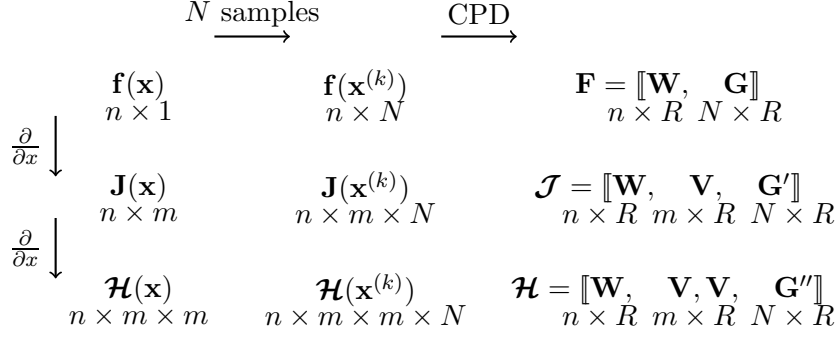 N samples CPD
f(x) f(x⁽ᵏ⁾) F = ⟦W, G⟧
n × 1 n × N n × R N × R
∂/∂x
J(x) J(x⁽ᵏ⁾) 𝓙 = ⟦W, V, G′⟧
n × m n × m × N n × R m × R N × R
∂/∂x
𝓗(x) 𝓗(x⁽ᵏ⁾) 𝓗 = ⟦W, V, V, G″⟧
n × m × m n × m × m × N n × R m × R N × R